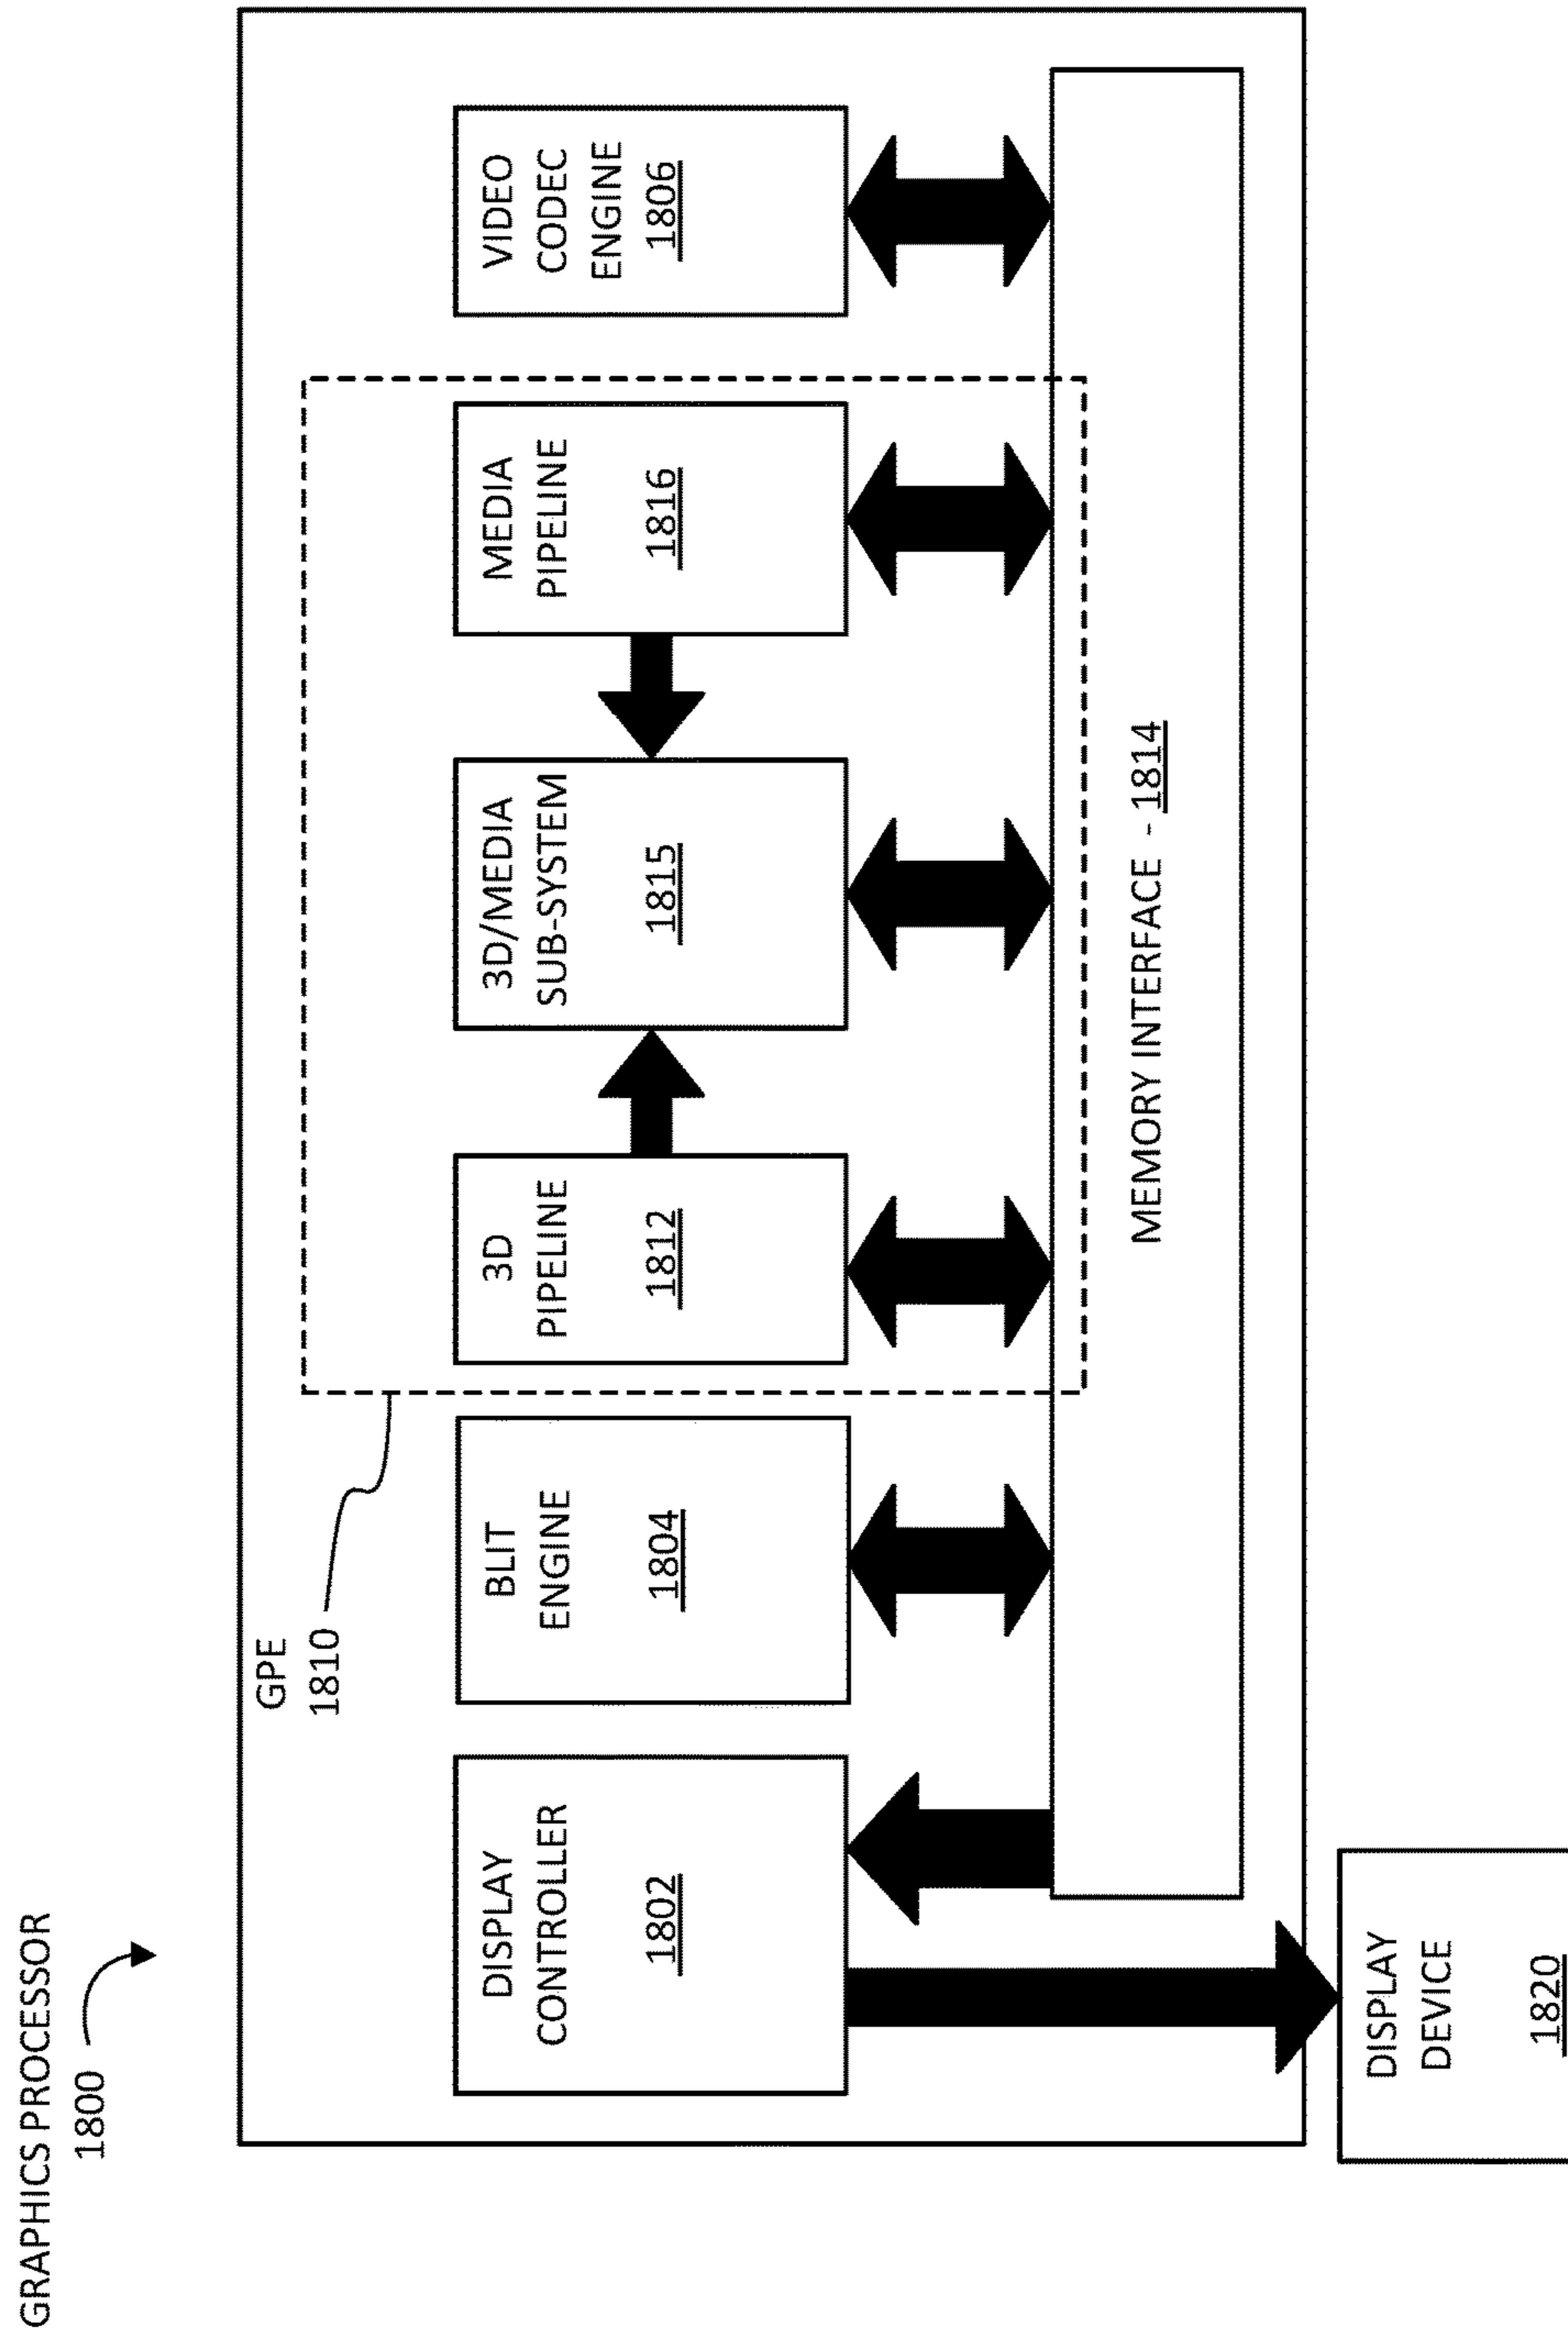 GRAPHICS PROCESSOR
1800
GPE
1810
DISPLAY
CONTROLLER
1802
BLIT
ENGINE
1804
3D
PIPELINE
1812
3D/MEDIA
SUB-SYSTEM
1815
MEDIA
PIPELINE
1816
VIDEO
CODEC
ENGINE
1806
MEMORY INTERFACE - 1814
DISPLAY
DEVICE
1820